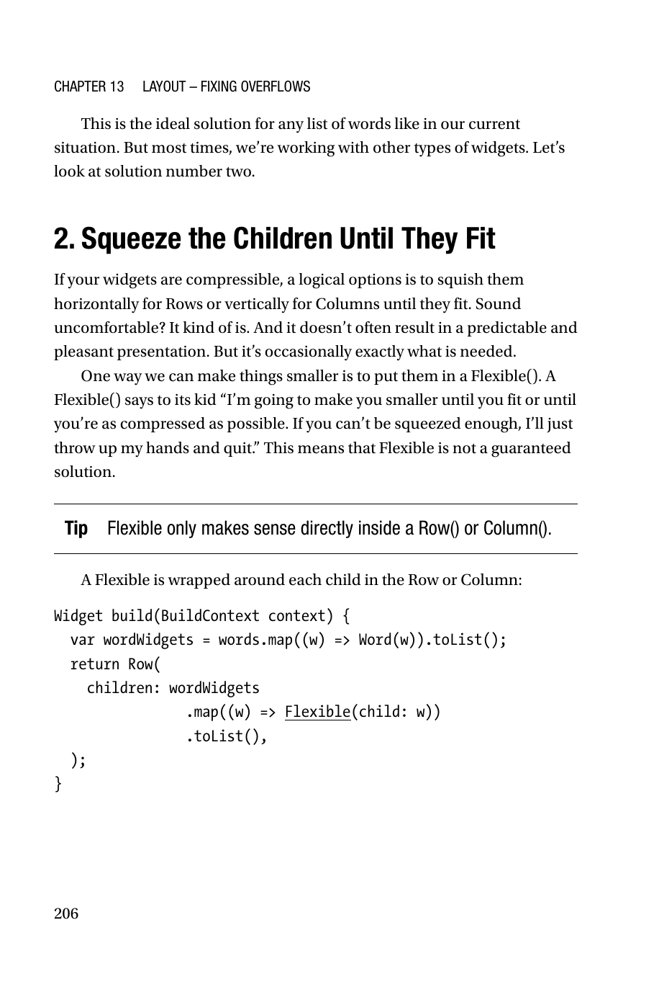 CHAPTER 13 LAYOUT – FIXING OVERFLOWS
This is the ideal solution for any list of words like in our current
situation. But most times, we’re working with other types of widgets. Let’s
look at solution number two.
2. Squeeze the Children Until They Fit
If your widgets are compressible, a logical options is to squish them
horizontally for Rows or vertically for Columns until they fit. Sound
uncomfortable? It kind of is. And it doesn’t often result in a predictable and
pleasant presentation. But it’s occasionally exactly what is needed.
One way we can make things smaller is to put them in a Flexible(). A
Flexible() says to its kid “I’m going to make you smaller until you fit or until
you’re as compressed as possible. If you can’t be squeezed enough, I’ll just
throw up my hands and quit.” This means that Flexible is not a guaranteed
solution.
Tip Flexible only makes sense directly inside a Row() or Column().
A Flexible is wrapped around each child in the Row or Column:
Widget build(BuildContext context) {
  var wordWidgets = words.map((w) => Word(w)).toList();
  return Row(
    children: wordWidgets
                .map((w) => Flexible(child: w))
                .toList(),
  );
}
206